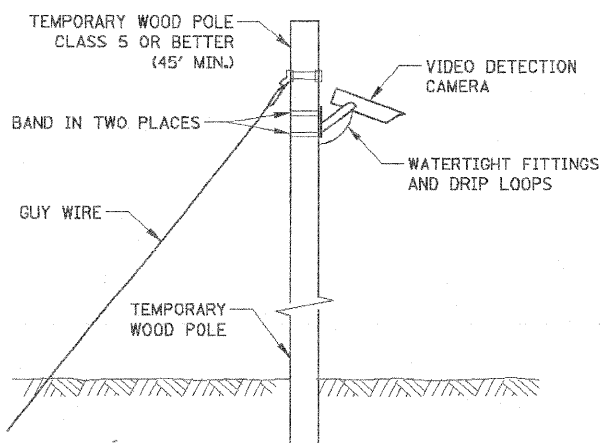 TEMPORARY WOOD POLE
CLASS 5 OR BETTER
(45' MIN.)
VIDEO DETECTION
CAMERA
BAND IN TWO PLACES
WATERTIGHT FITTINGS
AND DRIP LOOPS
GUY WIRE
TEMPORARY
WOOD POLE